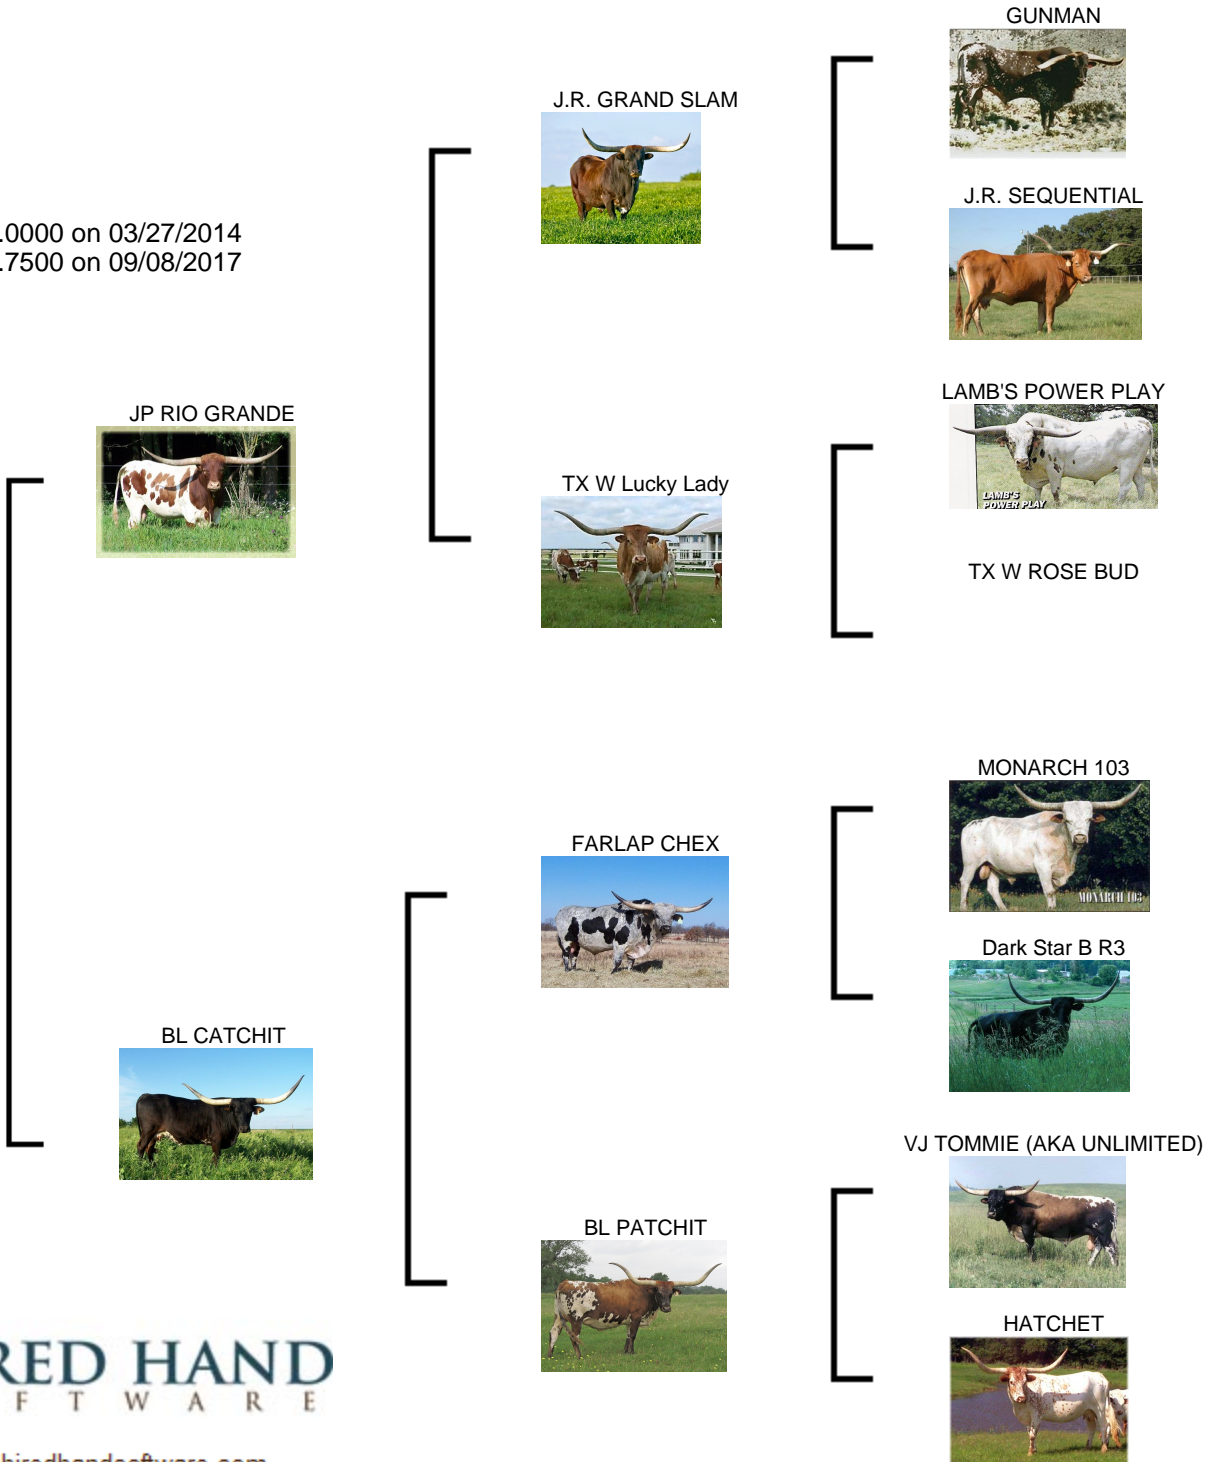 GUNMAN
J.R. GRAND SLAM
J.R. SEQUENTIAL
.0000 on 03/27/2014
.7500 on 09/08/2017
LAMB'S POWER PLAY
JP RIO GRANDE
TX W Lucky Lady
LAMB'S
POWER PLAY
TX W ROSE BUD
MONARCH 103
FARLAP CHEX
MONARCH 103
Dark Star B R3
BL CATCHIT
VJ TOMMIE (AKA UNLIMITED)
BL PATCHIT
HATCHET
RED HAND
F T W A R E
hiredhandsoftware.com